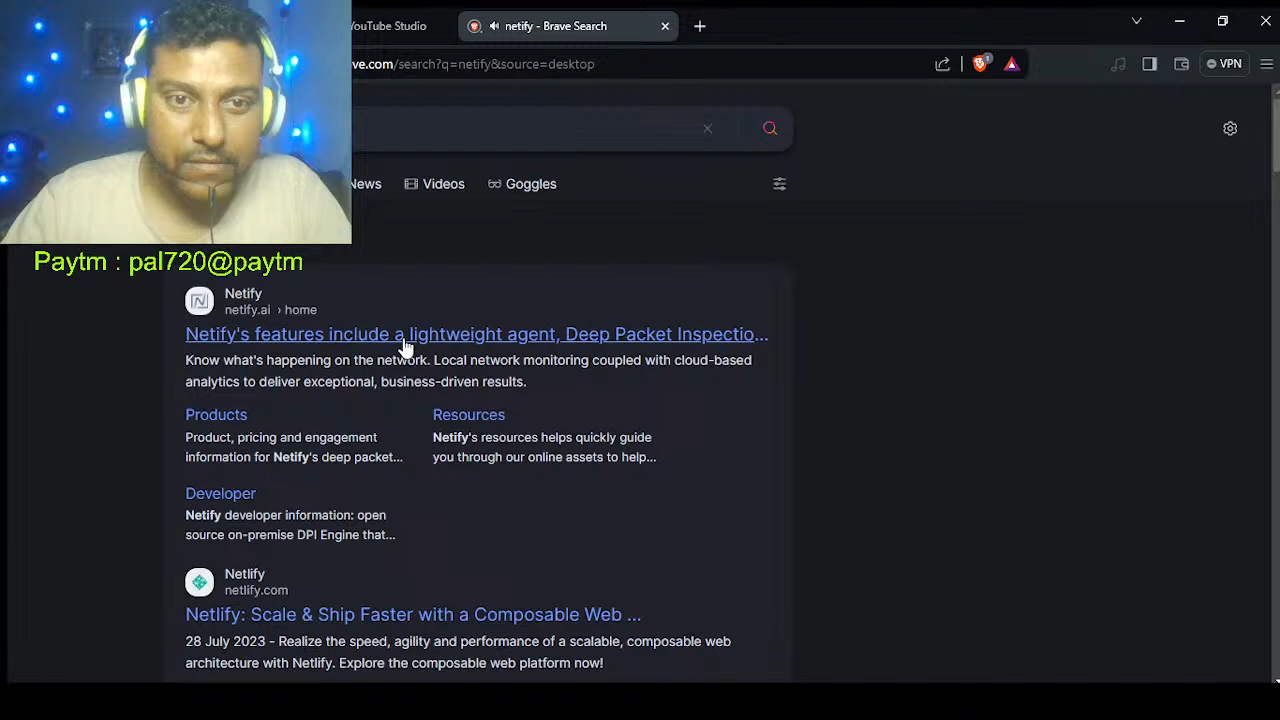 YouTube Studio
netify - Brave Search
ve.com/search?q=netify&source=desktop
VPN
1
News
Videos
Goggles
Paytm : pal720@paytm
Netify
netify.ai › home
Netify's features include a lightweight agent, Deep Packet Inspectio...
Know what's happening on the network. Local network monitoring coupled with cloud-based
analytics to deliver exceptional, business-driven results.
Products
Product, pricing and engagement
information for Netify's deep packet...
Resources
Netify's resources helps quickly guide
you through our online assets to help...
Developer
Netify developer information: open
source on-premise DPI Engine that...
Netlify
netlify.com
Netlify: Scale & Ship Faster with a Composable Web ...
28 July 2023 - Realize the speed, agility and performance of a scalable, composable web
architecture with Netlify. Explore the composable web platform now!